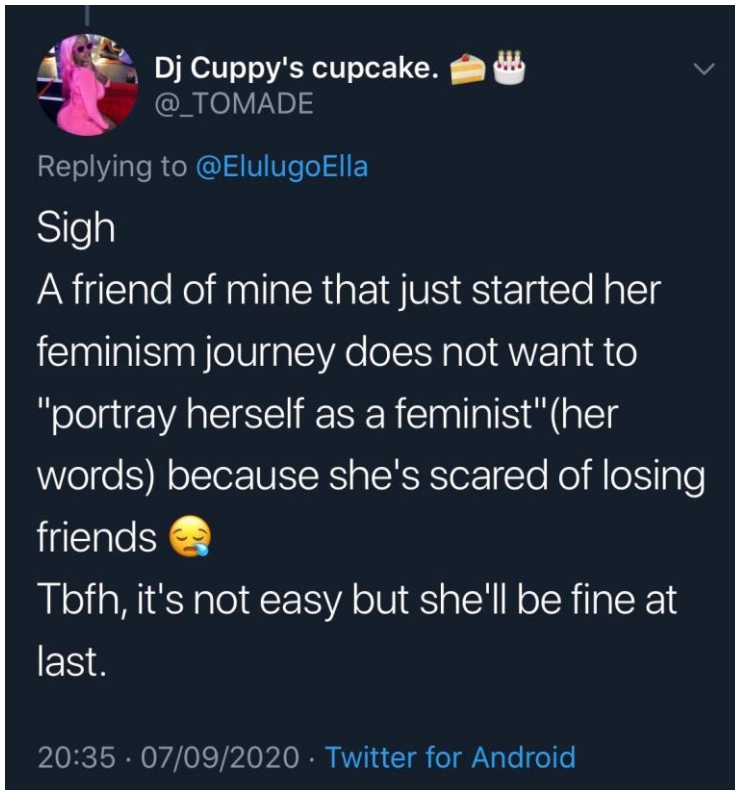 Dj Cuppy's cupcake. 🍰🎂
@_TOMADE
Replying to @ElulugoElla
Sigh
A friend of mine that just started her
feminism journey does not want to
"portray herself as a feminist"(her
words) because she's scared of losing
friends 😪
Tbfh, it's not easy but she'll be fine at
last.
20:35 · 07/09/2020 · Twitter for Android